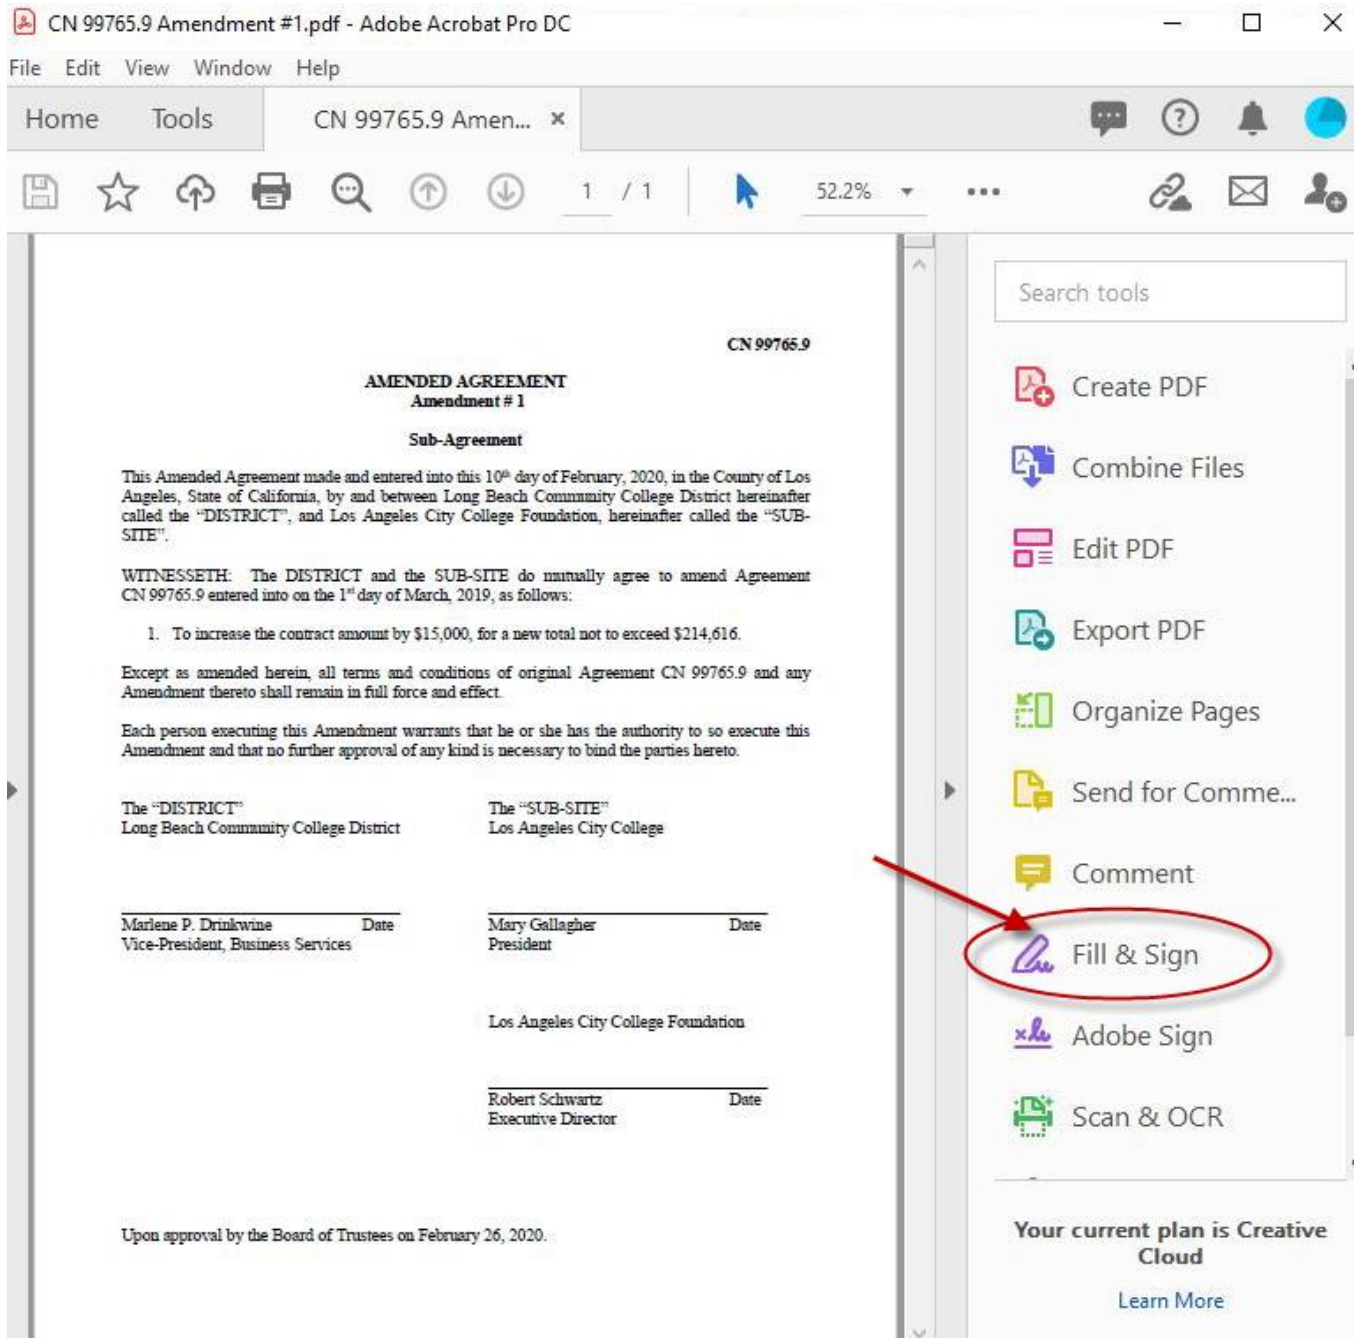 CN 99765.9 Amendment #1.pdf - Adobe Acrobat Pro DC
File Edit View Window Help
Home Tools CN 99765.9 Amen... ×
1 / 1 52.2%
Search tools
CN 99765.9
AMENDED AGREEMENT
Amendment # 1
Sub-Agreement
This Amended Agreement made and entered into this 10th day of February, 2020, in the County of Los
Angeles, State of California, by and between Long Beach Community College District hereinafter
called the “DISTRICT”, and Los Angeles City College Foundation, hereinafter called the “SUB-
SITE”.
WITNESSETH: The DISTRICT and the SUB-SITE do mutually agree to amend Agreement
CN 99765.9 entered into on the 1st day of March, 2019, as follows:
1. To increase the contract amount by $15,000, for a new total not to exceed $214,616.
Except as amended herein, all terms and conditions of original Agreement CN 99765.9 and any
Amendment thereto shall remain in full force and effect.
Each person executing this Amendment warrants that he or she has the authority to so execute this
Amendment and that no further approval of any kind is necessary to bind the parties hereto.
The “DISTRICT”
Long Beach Community College District
The “SUB-SITE”
Los Angeles City College
Marlene P. Drinkwine Date
Vice-President, Business Services
Mary Gallagher Date
President
Los Angeles City College Foundation
Robert Schwartz Date
Executive Director
Upon approval by the Board of Trustees on February 26, 2020.
Create PDF
Combine Files
Edit PDF
Export PDF
Organize Pages
Send for Comme...
Comment
Fill & Sign
Adobe Sign
Scan & OCR
Your current plan is Creative
Cloud
Learn More